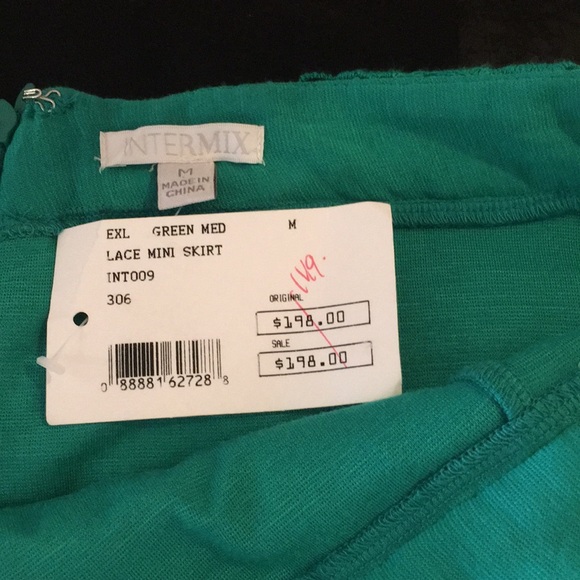 INTERMIX
M
MADE IN
CHINA
EXL GREEN MED M
LACE MINI SKIRT
INT009
306
149.
ORIGINAL
$198.00
SALE
$198.00
0 88881 62728 8